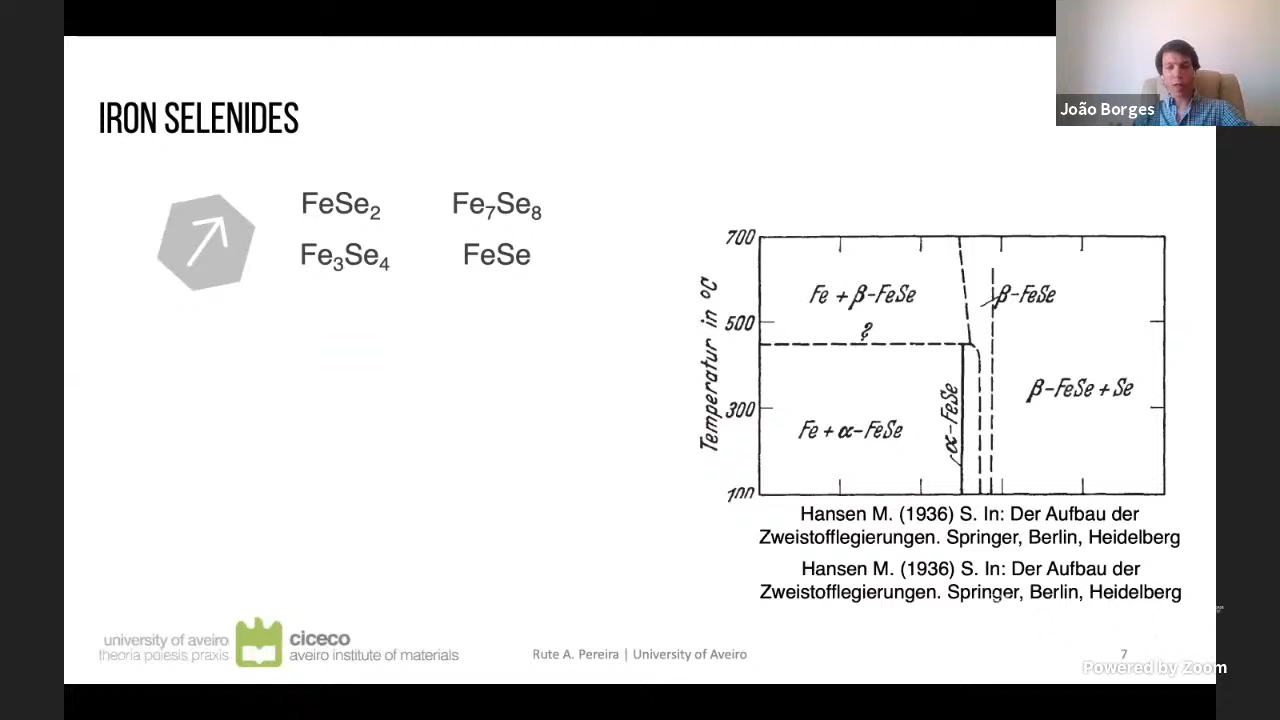 João Borges
IRON SELENIDES
FeSe₂ Fe₇Se₈
Fe₃Se₄ FeSe
Temperatur in °C
700
500
300
100
Fe + β-FeSe
?
β-FeSe
β-FeSe + Se
Fe + α-FeSe
α-FeSe
Hansen M. (1936) S. In: Der Aufbau der
Zweistofflegierungen. Springer, Berlin, Heidelberg
Hansen M. (1936) S. In: Der Aufbau der
Zweistofflegierungen. Springer, Berlin, Heidelberg
university of aveiro
theoria poiesis praxis
ciceco
aveiro institute of materials
Rute A. Pereira | University of Aveiro
7
Powered by Zoom